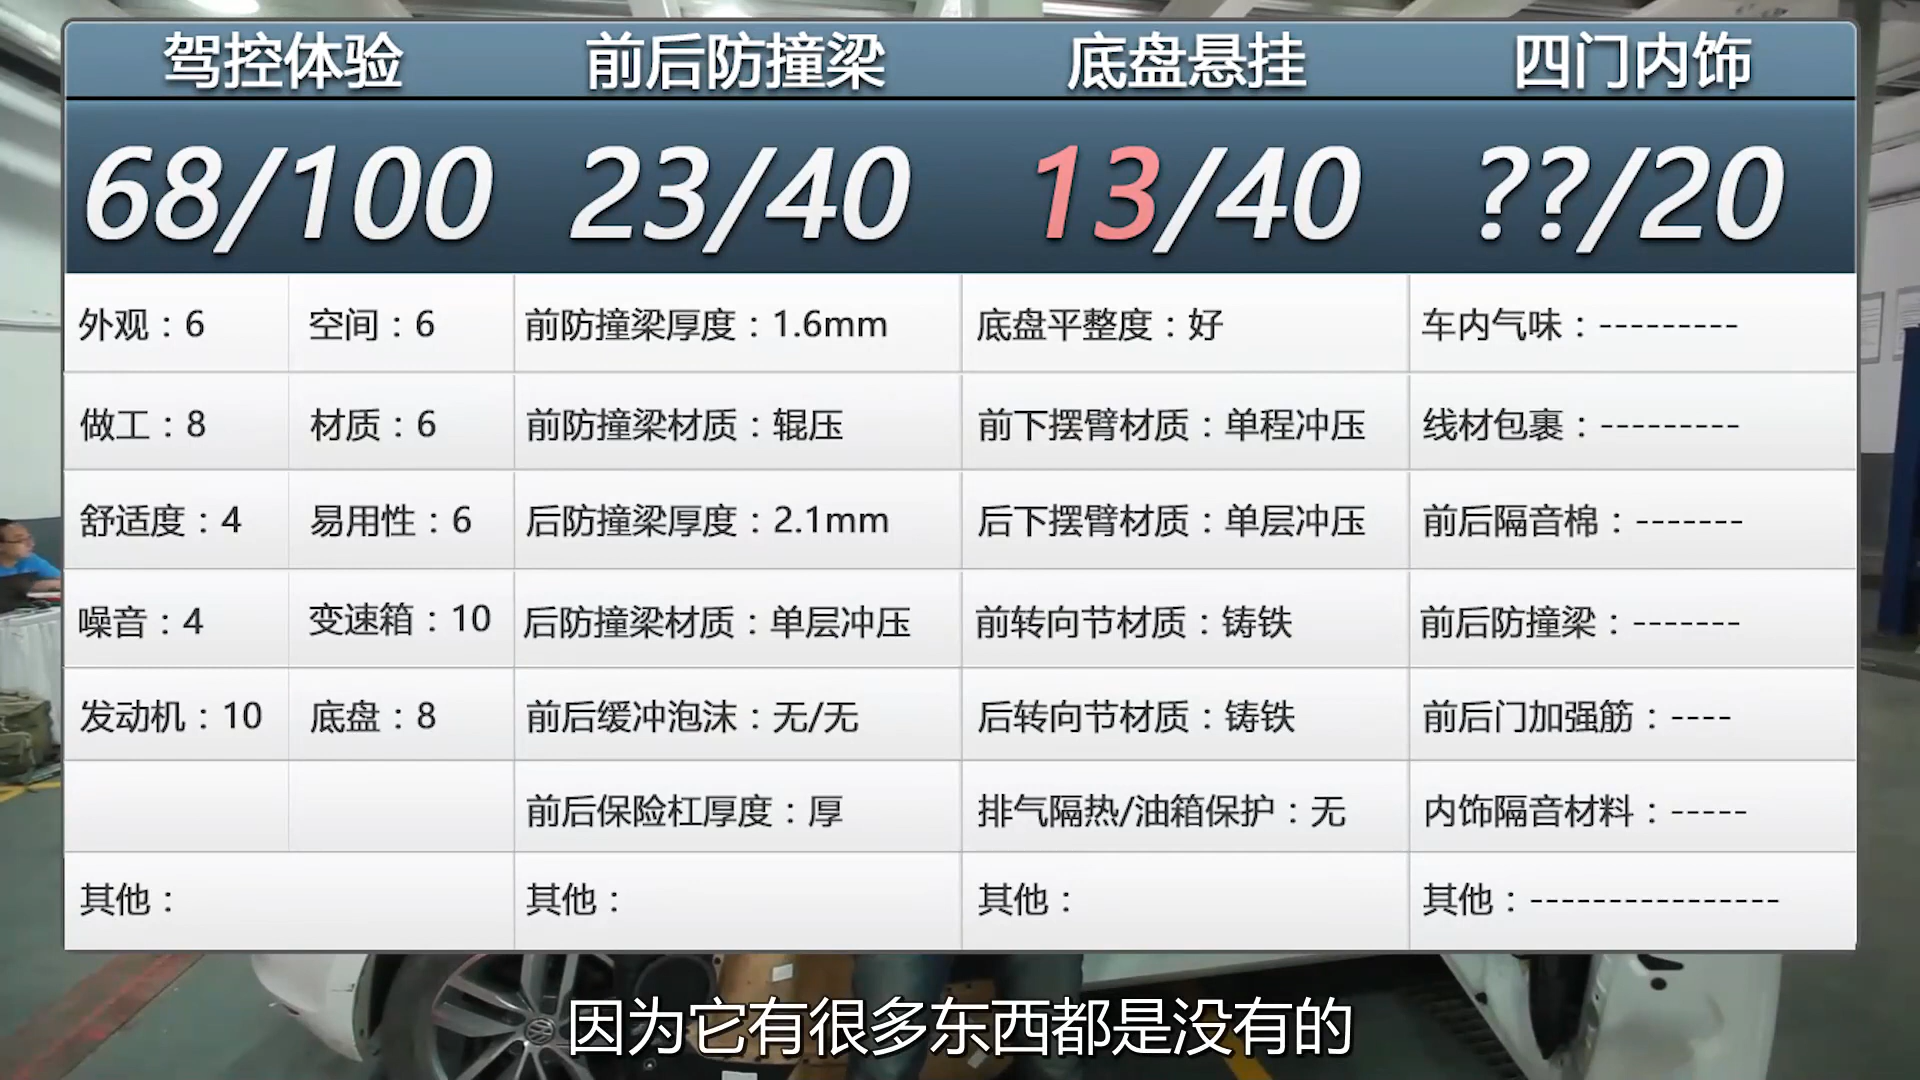 驾控体验 前后防撞梁 底盘悬挂 四门内饰
68/100 23/40 13/40 ??/20
外观：6 空间：6 前防撞梁厚度：1.6mm 底盘平整度：好 车内气味：---------
做工：8 材质：6 前防撞梁材质：辊压 前下摆臂材质：单程冲压 线材包裹：---------
舒适度：4 易用性：6 后防撞梁厚度：2.1mm 后下摆臂材质：单层冲压 前后隔音棉：-------
噪音：4 变速箱：10 后防撞梁材质：单层冲压 前转向节材质：铸铁 前后防撞梁：-------
发动机：10 底盘：8 前后缓冲泡沫：无/无 后转向节材质：铸铁 前后门加强筋：----
前后保险杠厚度：厚 排气隔热/油箱保护：无 内饰隔音材料：-----
其他： 其他： 其他： 其他：----------------
因为它有很多东西都是没有的